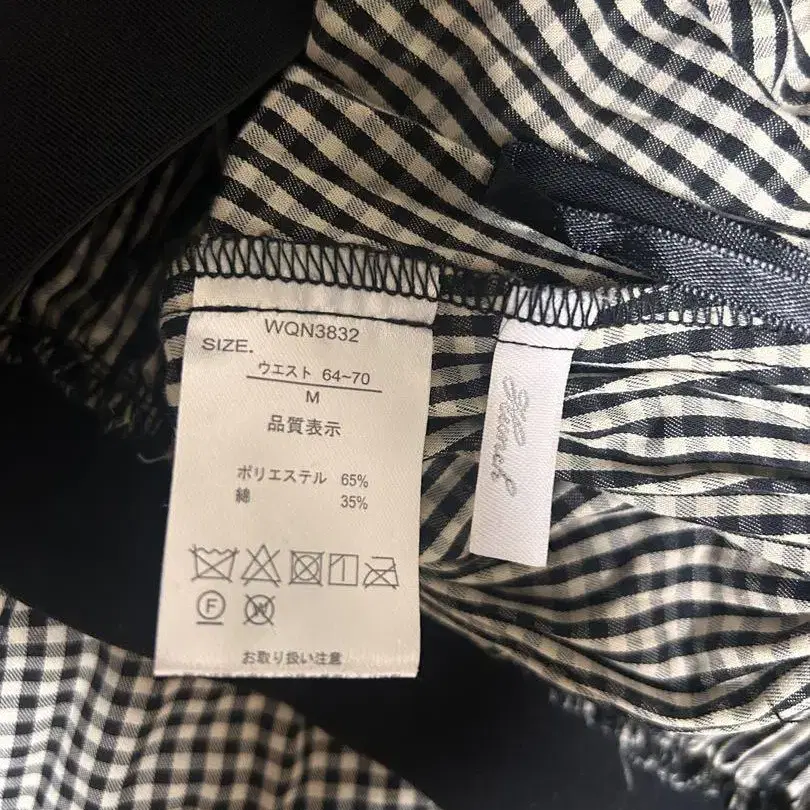 WQN3832
SIZE.
ウエスト 64~70
M
品質表示
ポリエステル 65%
綿 35%
F
W
お取り扱い注意